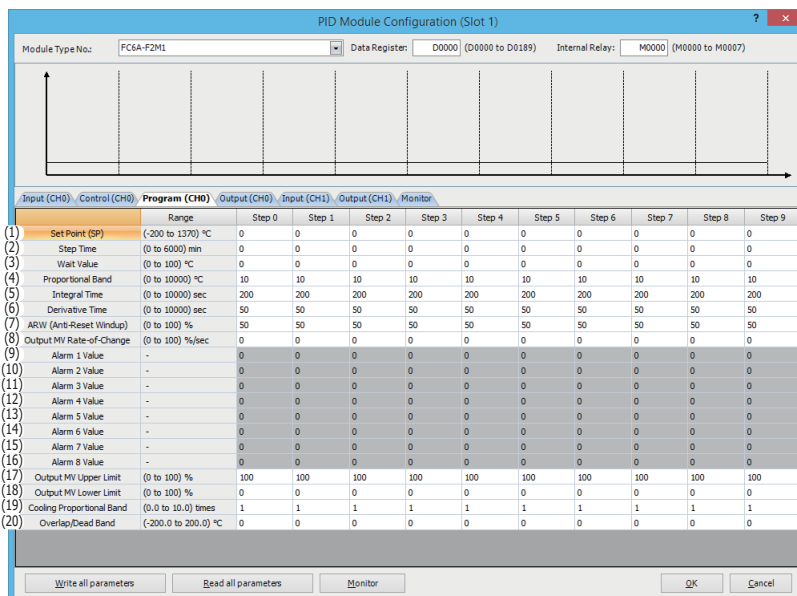 PID Module Configuration (Slot 1) ? ×
Module Type No.: FC6A-F2M1 Data Register: D0000 (D0000 to D0189) Internal Relay: M0000 (M0000 to M0007)
Input (CH0) Control (CH0) Program (CH0) Output (CH0) Input (CH1) Output (CH1) Monitor
Range Step 0 Step 1 Step 2 Step 3 Step 4 Step 5 Step 6 Step 7 Step 8 Step 9
(1) Set Point (SP) (-200 to 1370) ºC 0 0 0 0 0 0 0 0 0 0
(2) Step Time (0 to 6000) min 0 0 0 0 0 0 0 0 0 0
(3) Wait Value (0 to 100) ºC 0 0 0 0 0 0 0 0 0 0
(4) Proportional Band (0 to 10000) ºC 10 10 10 10 10 10 10 10 10 10
(5) Integral Time (0 to 10000) sec 200 200 200 200 200 200 200 200 200 200
(6) Derivative Time (0 to 10000) sec 50 50 50 50 50 50 50 50 50 50
(7) ARW (Anti-Reset Windup) (0 to 100) % 50 50 50 50 50 50 50 50 50 50
(8) Output MV Rate-of-Change (0 to 100) %/sec 0 0 0 0 0 0 0 0 0 0
(9) Alarm 1 Value - 0 0 0 0 0 0 0 0 0 0
(10) Alarm 2 Value - 0 0 0 0 0 0 0 0 0 0
(11) Alarm 3 Value - 0 0 0 0 0 0 0 0 0 0
(12) Alarm 4 Value - 0 0 0 0 0 0 0 0 0 0
(13) Alarm 5 Value - 0 0 0 0 0 0 0 0 0 0
(14) Alarm 6 Value - 0 0 0 0 0 0 0 0 0 0
(15) Alarm 7 Value - 0 0 0 0 0 0 0 0 0 0
(16) Alarm 8 Value - 0 0 0 0 0 0 0 0 0 0
(17) Output MV Upper Limit (0 to 100) % 100 100 100 100 100 100 100 100 100 100
(18) Output MV Lower Limit (0 to 100) % 0 0 0 0 0 0 0 0 0 0
(19) Cooling Proportional Band (0.0 to 10.0) times 1 1 1 1 1 1 1 1 1 1
(20) Overlap/Dead Band (-200.0 to 200.0) ºC 0 0 0 0 0 0 0 0 0 0
Write all parameters Read all parameters Monitor OK Cancel